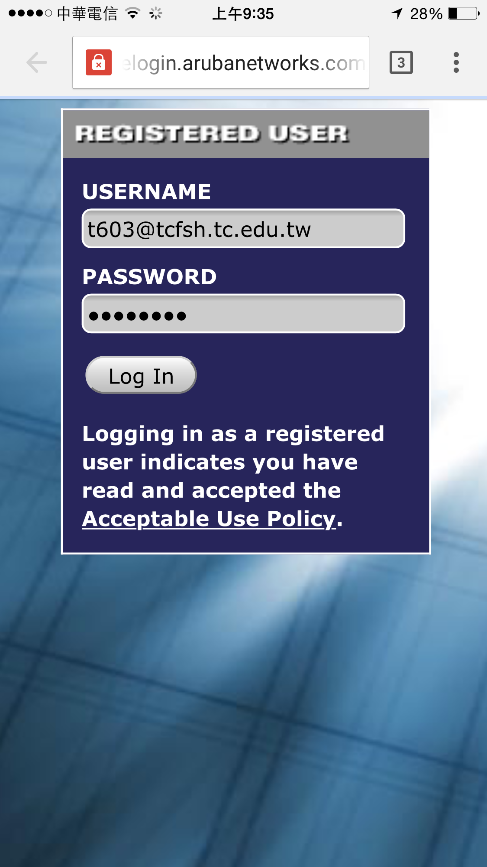 中華電信 上午9:35 28%
elogin.arubanetworks.com 3
REGISTERED USER
USERNAME
t603@tcfsh.tc.edu.tw
PASSWORD
••••••••
Log In
Logging in as a registered
user indicates you have
read and accepted the
Acceptable Use Policy.